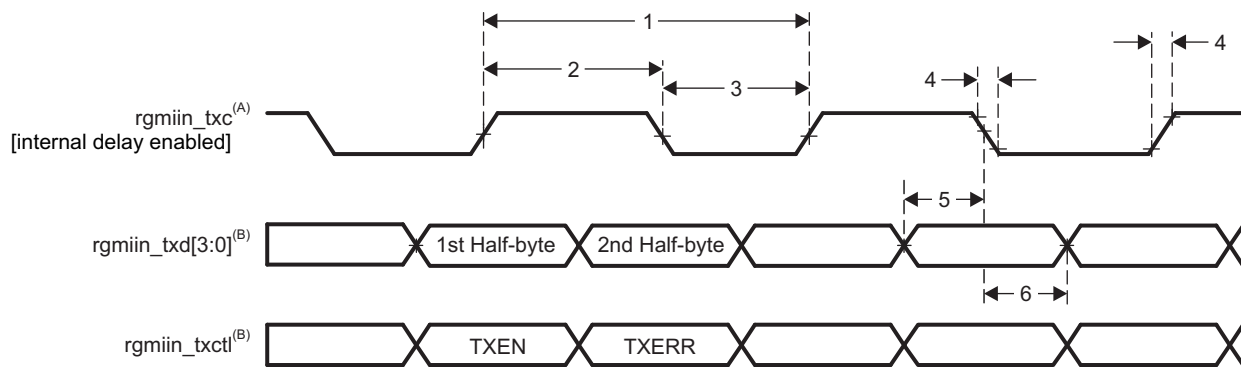 1
2
3
4
4
rgmiin_txc(A)
[internal delay enabled]
5
rgmiin_txd[3:0](B)
1st Half-byte
2nd Half-byte
6
rgmiin_txctl(B)
TXEN
TXERR